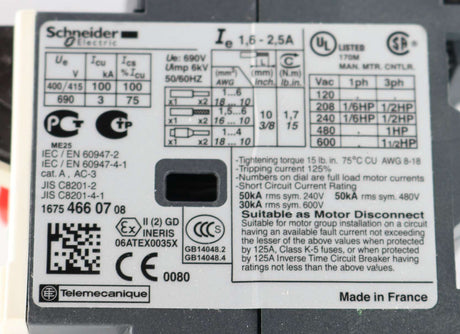 Schneider
Electric
Ie 1,6 - 2,5A
Ue: 690V
Uimp 6kV
50/60HZ
UL LISTED
170M
MAN. MTR. CNTLR.
Ue V Icu kA Ics % Icu
400/415 100 100
690 3 75
AWG (mm²) L mm inch. C (N.m) lb.in
x1 x2 1...6 18 ... 10
x1 x2 1,5...6 18 ... 10
x1 x2 1...4 18 ... 10
10 3/8
1,7 15
Vac 1ph 3ph
120 - -
208 1/6HP 1/2HP
240 1/6HP 1/2HP
480 - 1HP
600 - 1 1/2HP
ME25
IEC / EN 60947-2
IEC / EN 60947-4-1
cat. A , AC-3
JIS C8201-2
JIS C8201-4-1
1675 466 07 08
-Tightening torque 15 lb. in. 75°C CU AWG 8-18
-Tripping current 125%
-Numbers on dial are full load motor currents
-Short Circuit Current Rating
50kA rms sym. 240V 50kA rms sym. 480V
30kA rms sym. 600V
Suitable as Motor Disconnect
Suitable for motor group installation on a circuit
having an available fault current not exceeding
the lesser of the above values, when protected
by 125A, Class K-5 fuses, or when protected
by 125A Inverse Time Circuit Breaker having
ratings not less than the above values.
Ex II (2) GD
INERIS
06ATEX0035X
CE 0080
CCC S
GB14048.2
GB14048.4
Te Telemecanique
Made in France